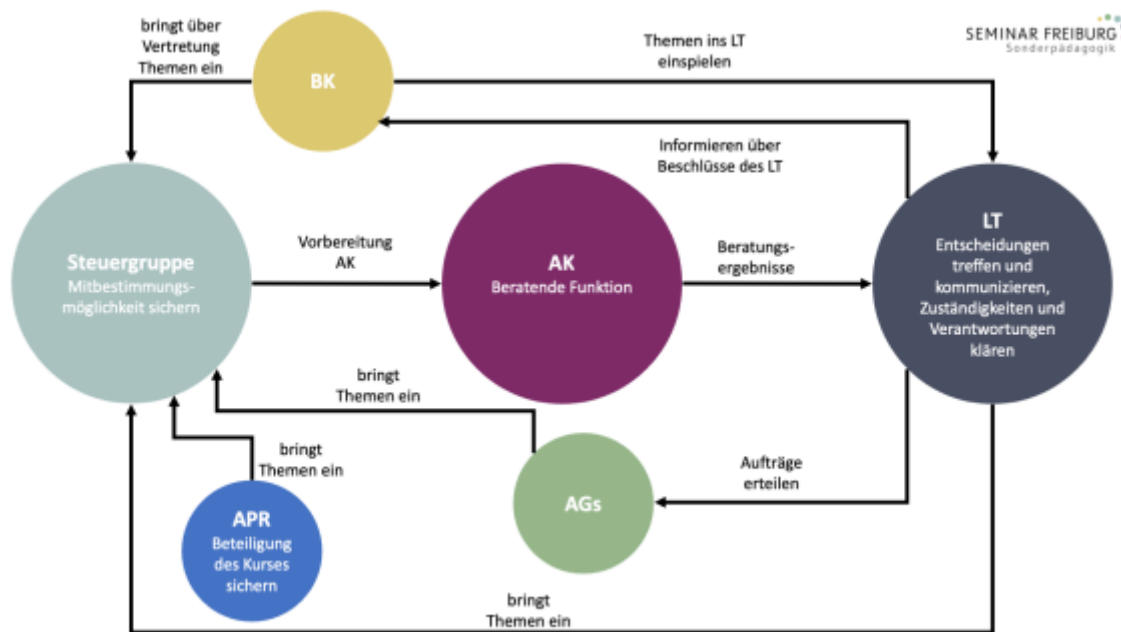 bringt über
Vertretung
Themen ein
BK
Themen ins LT
einspielen
SEMINAR FREIBURG
Sonderpädagogik
Informieren über
Beschlüsse des LT
Steuergruppe
Mitbestimmungs-
möglichkeit sichern
Vorbereitung
AK
AK
Beratende Funktion
Beratungs-
ergebnisse
LT
Entscheidungen
treffen und
kommunizieren,
Zuständigkeiten und
Verantwortungen
klären
bringt
Themen ein
bringt
Themen ein
APR
Beteiligung
des Kurses
sichern
AGs
Aufträge
erteilen
bringt
Themen ein